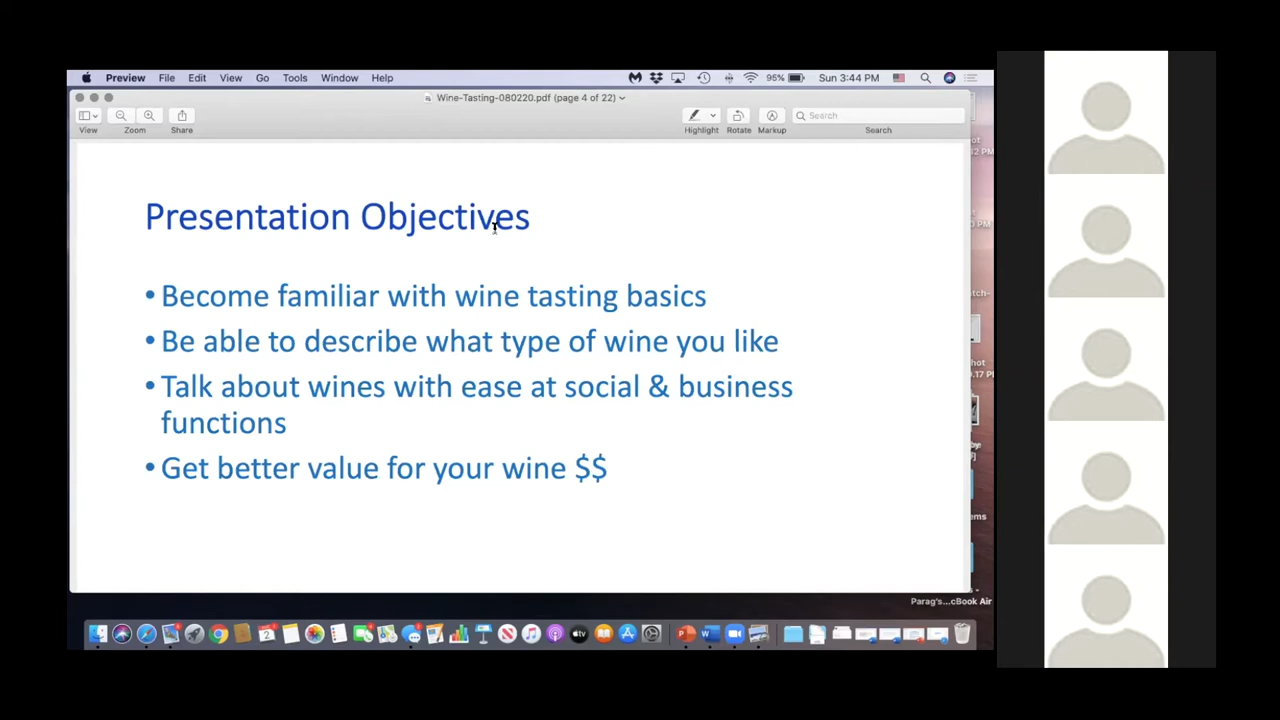 Preview File Edit View Go Tools Window Help 96% Sun 3:44 PM
Wine-Tasting-080220.pdf (page 4 of 22)
View Zoom Share Highlight Rotate Markup Search
Search
Presentation Objectives
• Become familiar with wine tasting basics
• Be able to describe what type of wine you like
• Talk about wines with ease at social & business
functions
• Get better value for your wine $$
Parag's...cBook Air